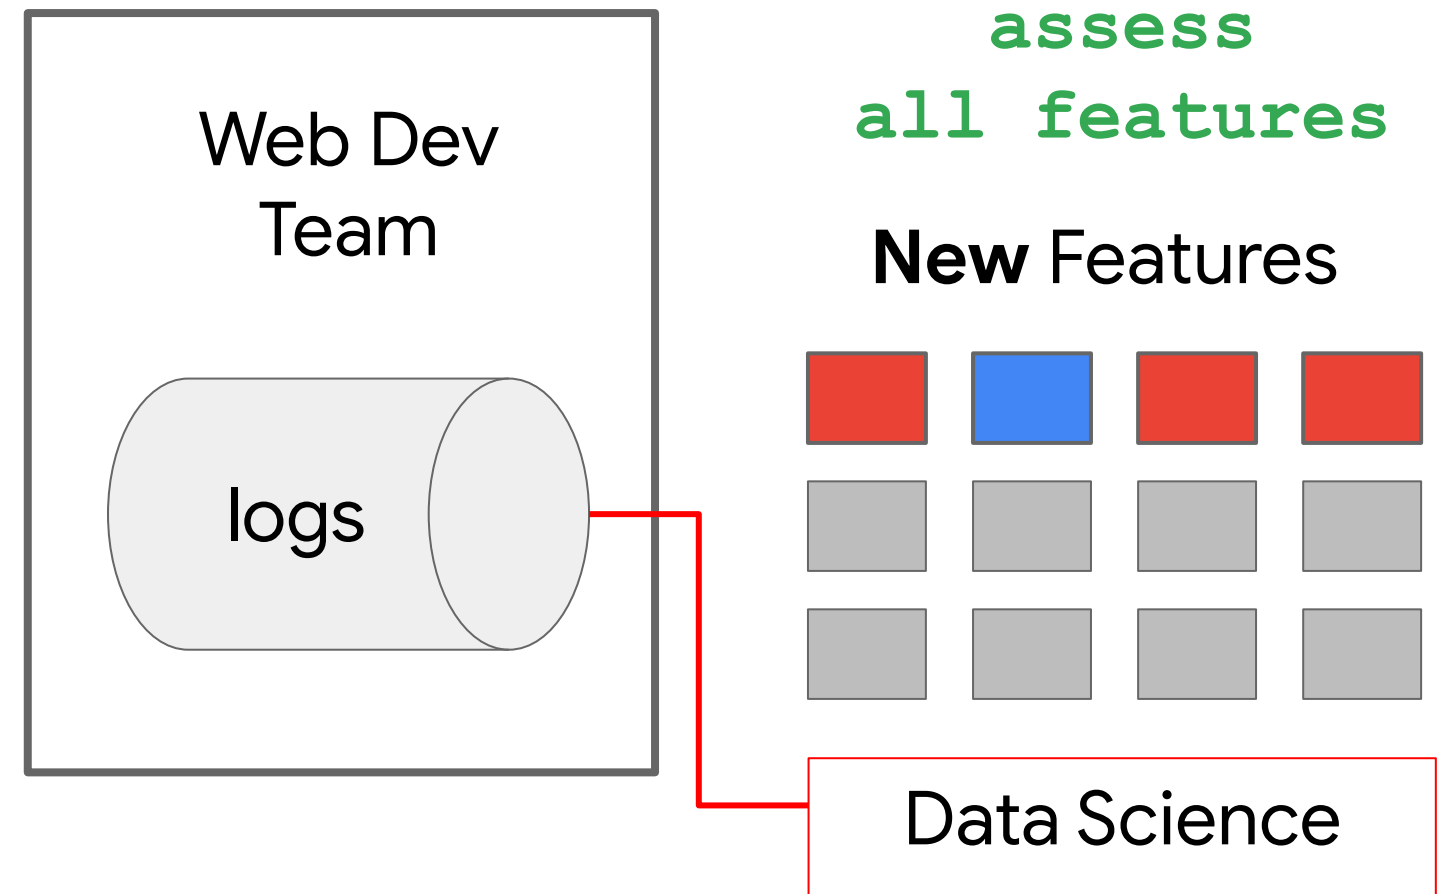 Web Dev
Team
logs
assess
all features
New Features
Data Science